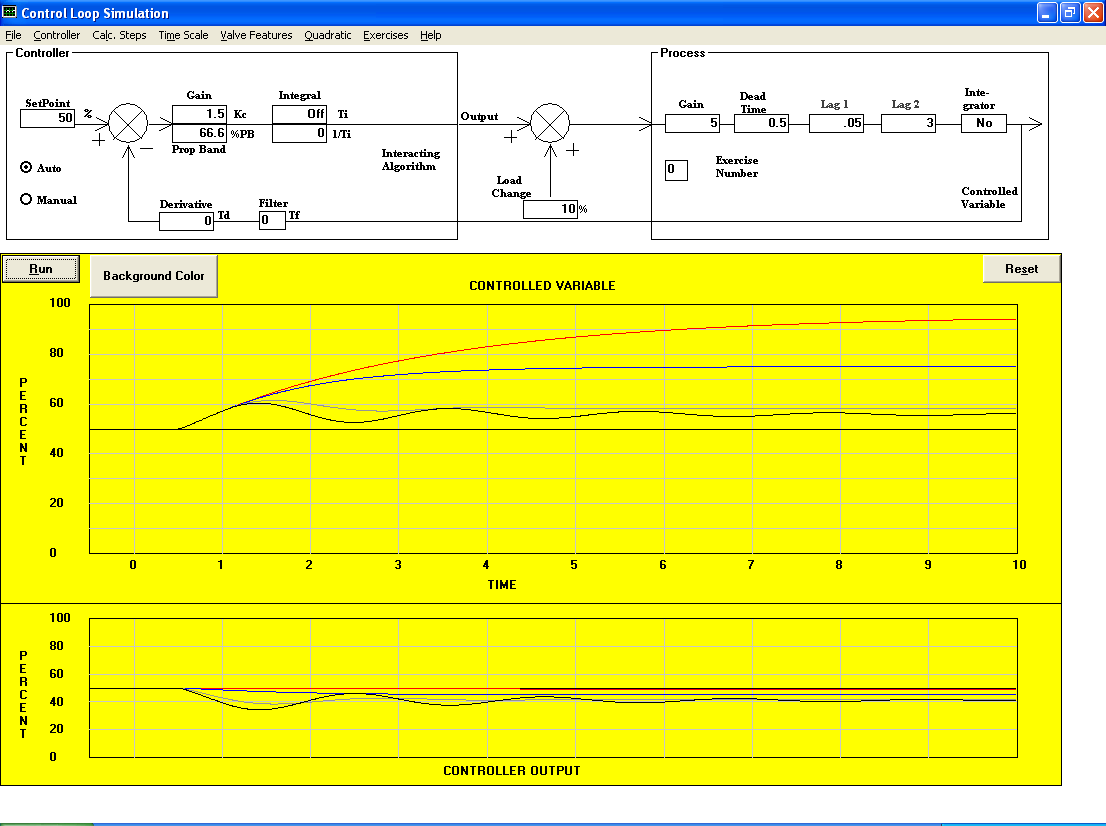 Control Loop Simulation
File Controller Calc. Steps Time Scale Valve Features Quadratic Exercises Help
Controller
Process
SetPoint
50 %
+
−
Gain
1.5 Kc
66.6 %PB
Prop Band
Integral
Off Ti
0 1/Ti
Interacting
Algorithm
Auto
Manual
Derivative
0 Td
Filter
0 Tf
Output
+
+
Load
Change
10 %
Gain
5
Dead
Time
0.5
Lag 1
.05
Lag 2
3
Inte-
grator
No
0 Exercise
Number
Controlled
Variable
Run
Background Color
Reset
CONTROLLED VARIABLE
PERCENT
100
80
60
40
20
0
0 1 2 3 4 5 6 7 8 9 10
TIME
PERCENT
100
80
60
40
20
0
CONTROLLER OUTPUT